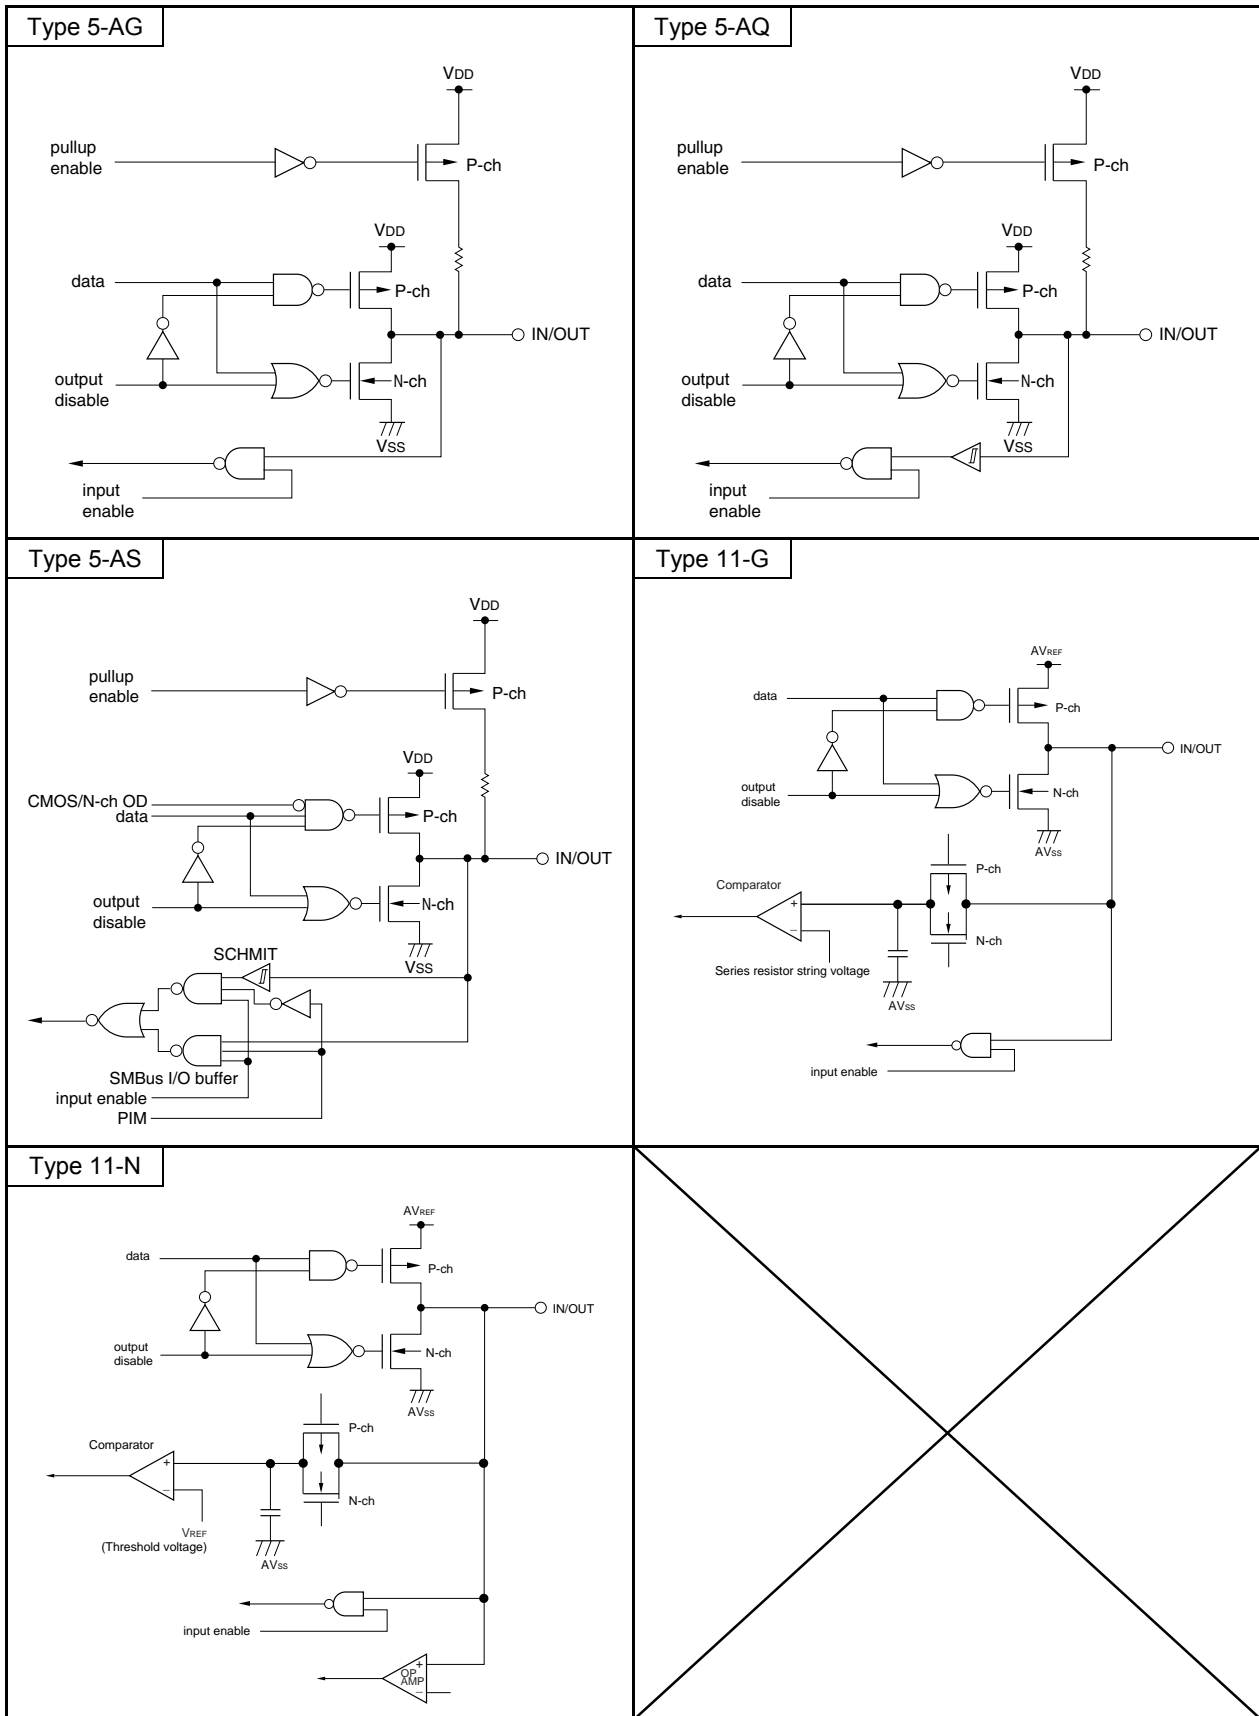 Type 5-AG
VDD
pullup
enable
P-ch
VDD
data
P-ch
IN/OUT
output
disable
N-ch
VSS
input
enable
Type 5-AQ
VDD
pullup
enable
P-ch
VDD
data
P-ch
IN/OUT
output
disable
N-ch
VSS
input
enable
Type 5-AS
VDD
pullup
enable
P-ch
VDD
CMOS/N-ch OD
data
P-ch
IN/OUT
output
disable
N-ch
SCHMIT
VSS
SMBus I/O buffer
input enable
PIM
Type 11-G
AVREF
data
P-ch
IN/OUT
output
disable
N-ch
AVSS
P-ch
Comparator
+
−
N-ch
Series resistor string voltage
AVSS
input enable
Type 11-N
AVREF
data
P-ch
IN/OUT
output
disable
N-ch
AVSS
P-ch
Comparator
+
−
N-ch
VREF
(Threshold voltage)
AVSS
input enable
+
OP
AMP
−